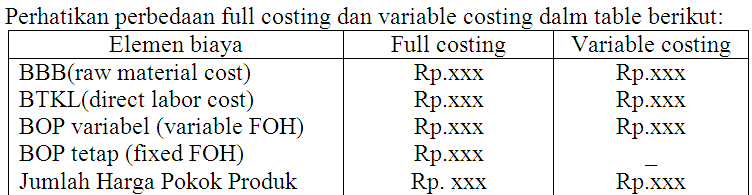 Perhatikan perbedaan full costing dan variable costing dalm table berikut:
Elemen biaya Full costing Variable costing
BBB(raw material cost) Rp.xxx Rp.xxx
BTKL(direct labor cost) Rp.xxx Rp.xxx
BOP variabel (variable FOH) Rp.xxx Rp.xxx
BOP tetap (fixed FOH) Rp.xxx _
Jumlah Harga Pokok Produk Rp. xxx Rp.xxx